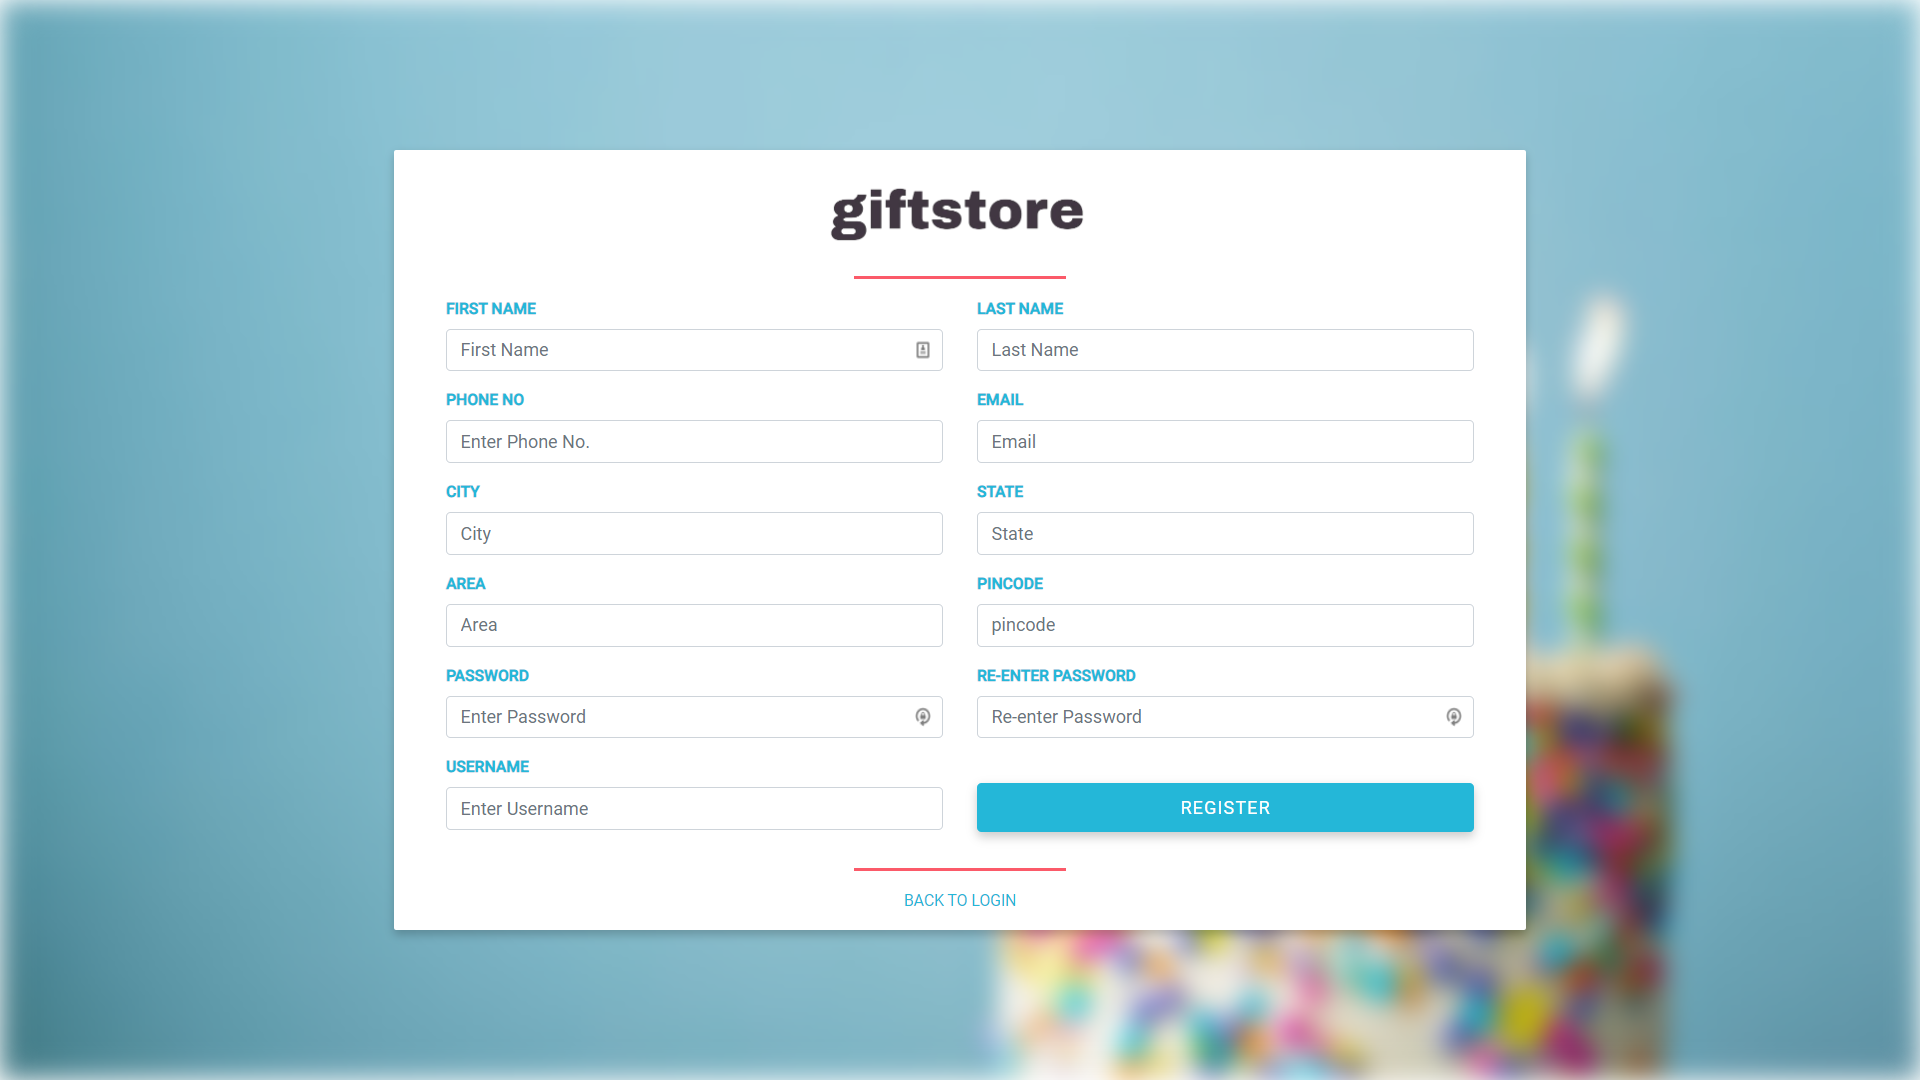 giftstore
FIRST NAME
First Name
LAST NAME
Last Name
PHONE NO
Enter Phone No.
EMAIL
Email
CITY
City
STATE
State
AREA
Area
PINCODE
pincode
PASSWORD
Enter Password
RE-ENTER PASSWORD
Re-enter Password
USERNAME
Enter Username
REGISTER
BACK TO LOGIN